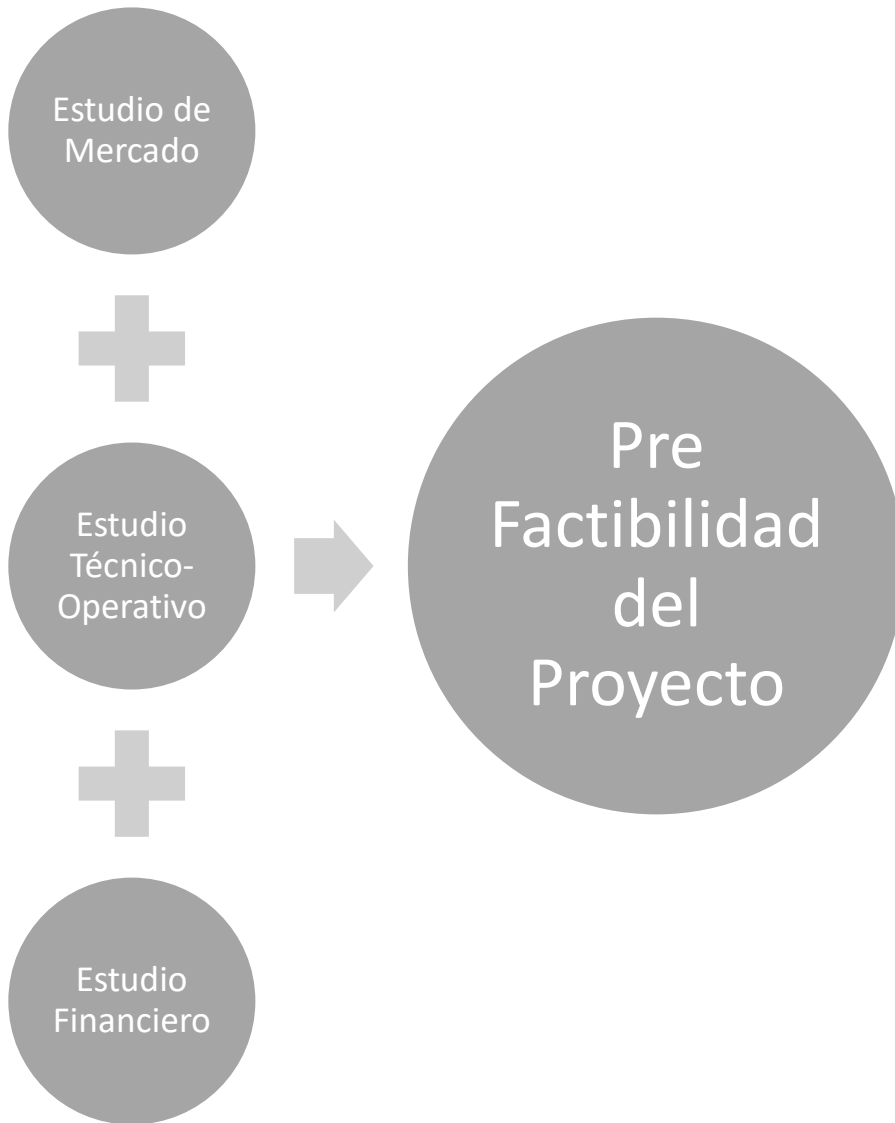 Estudio de
Mercado
Estudio
Técnico-
Operativo
Estudio
Financiero
Pre
Factibilidad
del
Proyecto